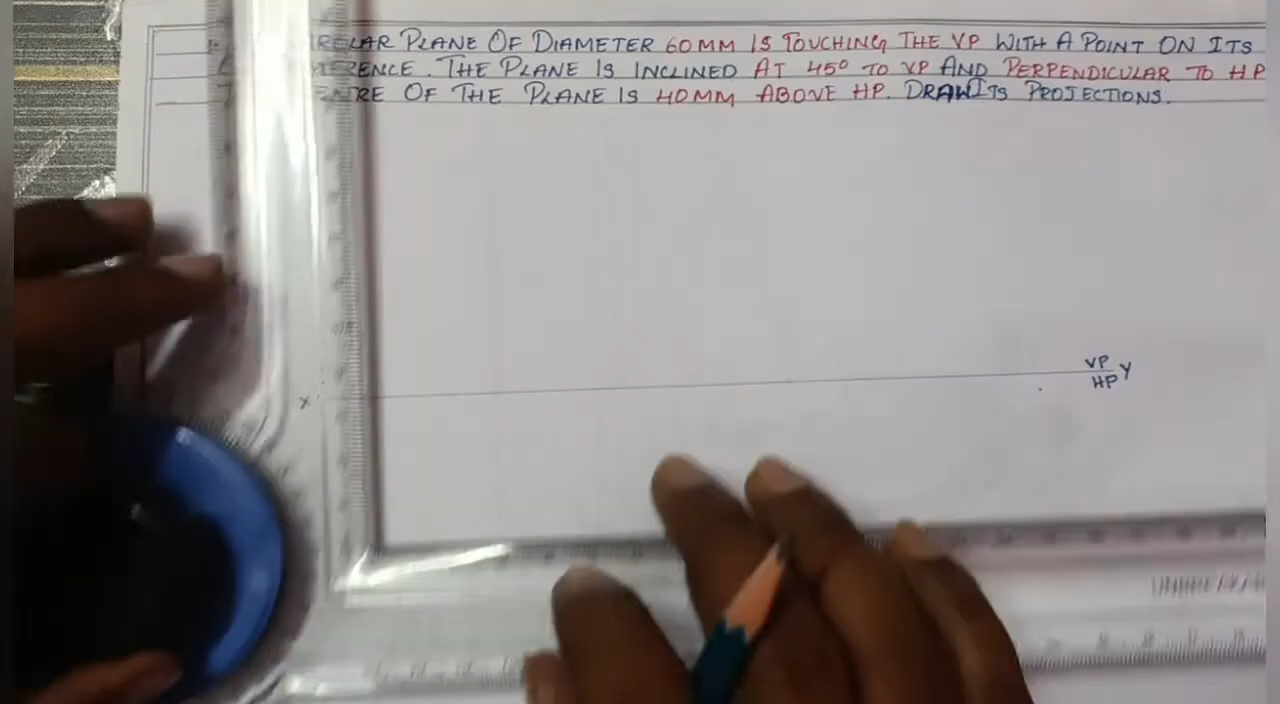 PLANE OF DIAMETER 60MM IS TOUCHING THE VP WITH A POINT ON ITS
THE PLANE IS INCLINED AT 45° TO VP AND PERPENDICULAR TO HP
OF THE PLANE IS 40MM ABOVE HP. DRAW ITS PROJECTIONS.
VP
HP Y
X